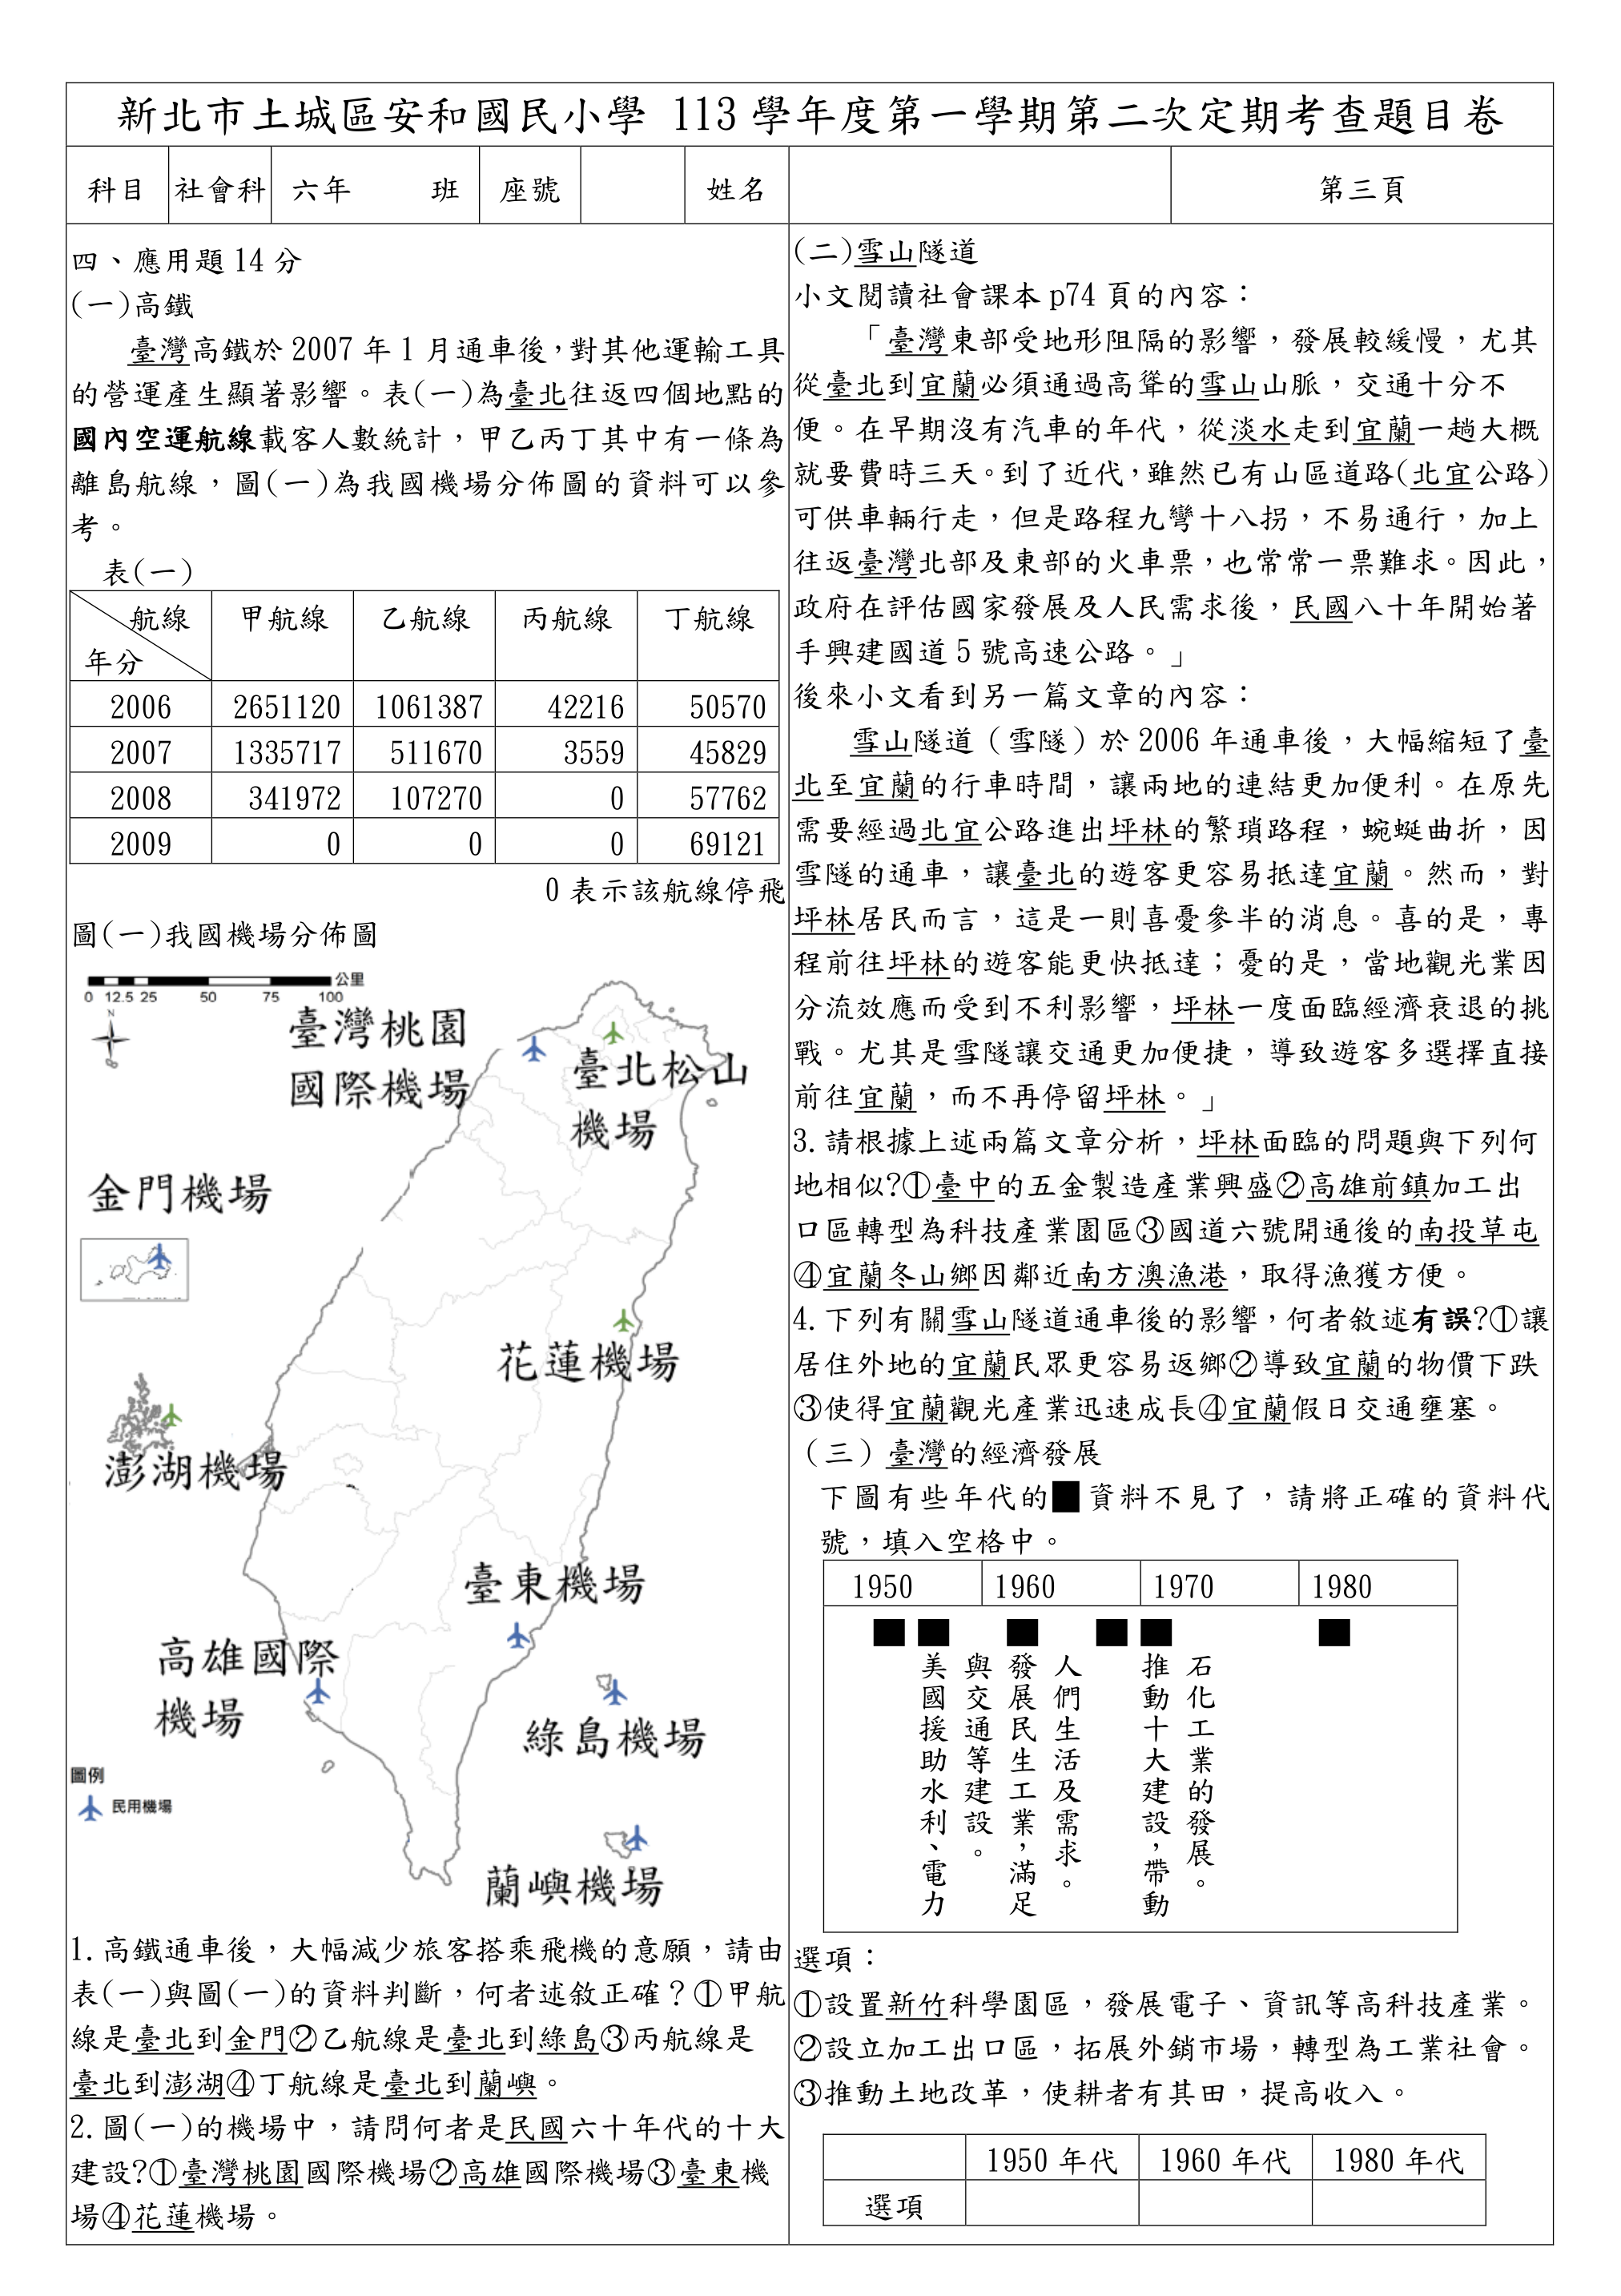 新北市土城區安和國民小學 113 學年度第一學期第二次定期考查題目卷
科目 社會科 六年 班 座號 姓名 第三頁
四、應用題 14 分
(一)高鐵
臺灣高鐵於 2007 年 1 月通車後，對其他運輸工具
的營運產生顯著影響。表(一)為臺北往返四個地點的
國內空運航線載客人數統計，甲乙丙丁其中有一條為
離島航線，圖(一)為我國機場分佈圖的資料可以參
考。
表(一)
航線 甲航線 乙航線 丙航線 丁航線
年分
2006 2651120 1061387 42216 50570
2007 1335717 511670 3559 45829
2008 341972 107270 0 57762
2009 0 0 0 69121
0 表示該航線停飛
圖(一)我國機場分佈圖
公里
0 12.5 25 50 75 100
N
臺灣桃園
國際機場
臺北松山
機場
金門機場
花蓮機場
澎湖機場
臺東機場
高雄國際
機場
綠島機場
圖例
民用機場
蘭嶼機場
1.高鐵通車後，大幅減少旅客搭乘飛機的意願，請由
表(一)與圖(一)的資料判斷，何者述敘正確？①甲航
線是臺北到金門②乙航線是臺北到綠島③丙航線是
臺北到澎湖④丁航線是臺北到蘭嶼。
2.圖(一)的機場中，請問何者是民國六十年代的十大
建設?①臺灣桃園國際機場②高雄國際機場③臺東機
場④花蓮機場。
(二)雪山隧道
小文閱讀社會課本 p74 頁的內容：
「臺灣東部受地形阻隔的影響，發展較緩慢，尤其
從臺北到宜蘭必須通過高聳的雪山山脈，交通十分不
便。在早期沒有汽車的年代，從淡水走到宜蘭一趟大概
就要費時三天。到了近代，雖然已有山區道路(北宜公路)
可供車輛行走，但是路程九彎十八拐，不易通行，加上
往返臺灣北部及東部的火車票，也常常一票難求。因此，
政府在評估國家發展及人民需求後，民國八十年開始著
手興建國道 5 號高速公路。」
後來小文看到另一篇文章的內容：
雪山隧道（雪隧）於 2006 年通車後，大幅縮短了臺
北至宜蘭的行車時間，讓兩地的連結更加便利。在原先
需要經過北宜公路進出坪林的繁瑣路程，蜿蜒曲折，因
雪隧的通車，讓臺北的遊客更容易抵達宜蘭。然而，對
坪林居民而言，這是一則喜憂參半的消息。喜的是，專
程前往坪林的遊客能更快抵達；憂的是，當地觀光業因
分流效應而受到不利影響，坪林一度面臨經濟衰退的挑
戰。尤其是雪隧讓交通更加便捷，導致遊客多選擇直接
前往宜蘭，而不再停留坪林。」
3.請根據上述兩篇文章分析，坪林面臨的問題與下列何
地相似?①臺中的五金製造產業興盛②高雄前鎮加工出
口區轉型為科技產業園區③國道六號開通後的南投草屯
④宜蘭冬山鄉因鄰近南方澳漁港，取得漁獲方便。
4.下列有關雪山隧道通車後的影響，何者敘述有誤?①讓
居住外地的宜蘭民眾更容易返鄉②導致宜蘭的物價下跌
③使得宜蘭觀光產業迅速成長④宜蘭假日交通壅塞。
（三）臺灣的經濟發展
下圖有些年代的■資料不見了，請將正確的資料代
號，填入空格中。
1950 1960 1970 1980
■ ■ ■ ■ ■ ■
美國援助水利、電力
與交通等建設。
發展民生工業，滿足
人們生活及需求。
推動十大建設，帶動
石化工業的發展。
選項：
①設置新竹科學園區，發展電子、資訊等高科技產業。
②設立加工出口區，拓展外銷市場，轉型為工業社會。
③推動土地改革，使耕者有其田，提高收入。
1950 年代 1960 年代 1980 年代
選項